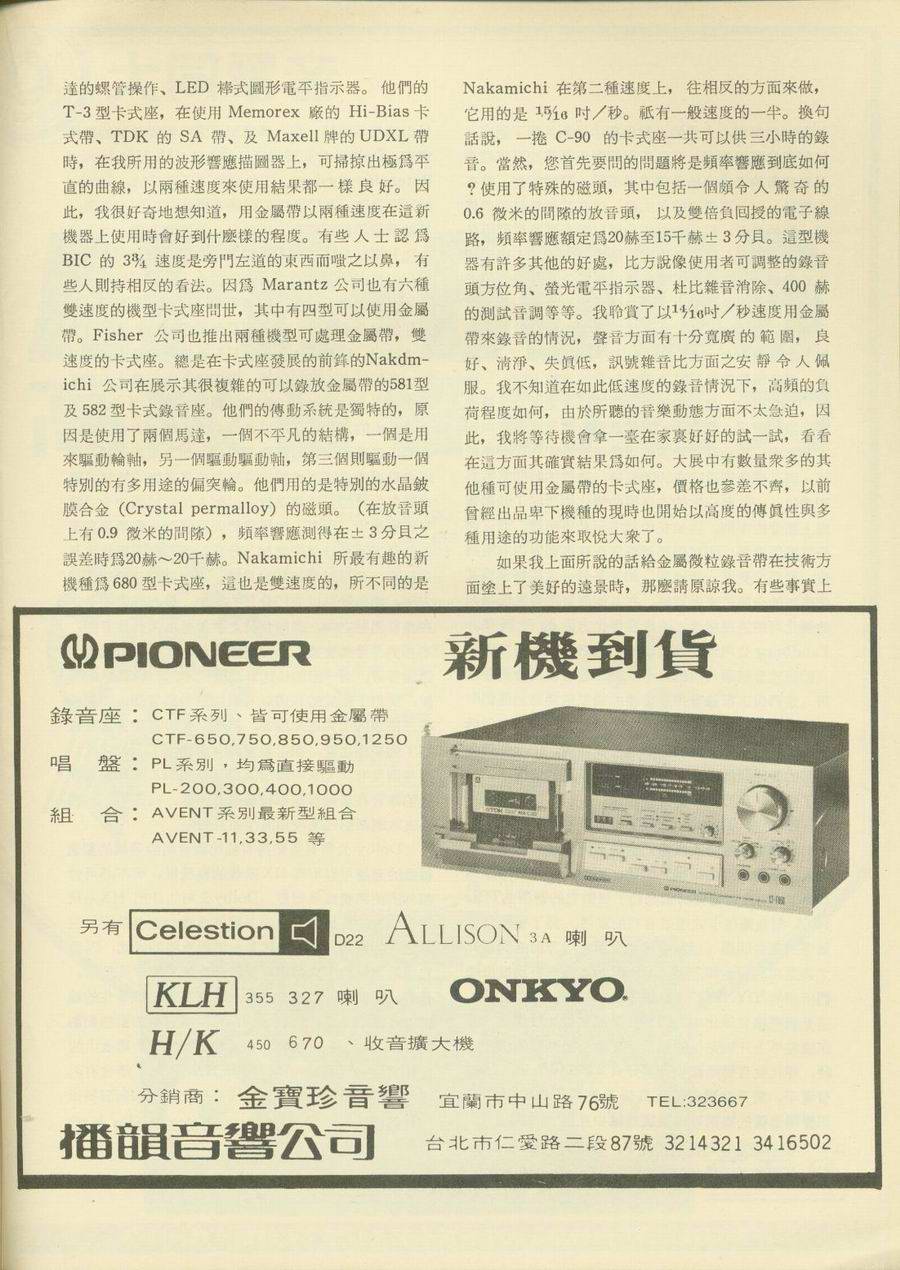 達的螺管操作、LED 棒式圖形電平指示器。 他們的
T-3 型卡式座，在使用 Memorex 廠的 Hi-Bias 卡
式帶、TDK 的 SA 帶、及 Maxell 牌的 UDXL 帶
時，在我所用的波形響應描圖器上，可掃掠出極爲平
直的曲線，以兩種速度來使用結果都一樣良好。 因
此，我很好奇地想知道，用金屬帶以兩種速度在這新
機器上使用時會好到什麼樣的程度。有些人士認爲
BIC 的 3¾ 速度是旁門左道的東西而嗤之以鼻， 有
些人則持相反的看法。因爲 Marantz 公司也有六種
雙速度的機型卡式座問世，其中有四型可以使用金屬
帶。Fisher 公司也推出兩種機型可處理金屬帶，雙
速度的卡式座。總是在卡式座發展的前鋒的Nakdm-
ichi 公司在展示其很複雜的可以錄放金屬帶的581型
及 582 型卡式錄音座。他們的傳動系統是獨特的，原
因是使用了兩個馬達，一個不平凡的結構，一個是用
來驅動輪軸，另一個驅動驅動軸，第三個則驅動一個
特別的有多用途的偏突輪。他們用的是特別的水晶鈹
膜合金 (Crystal permalloy) 的磁頭。（在放音頭
上有0.9 微米的間隙），頻率響應測得在±3分貝之
誤差時爲20赫～20千赫。Nakamichi 所最有趣的新
機種爲 680 型卡式座，這也是雙速度的，所不同的是
Nakamichi 在第二種速度上， 往相反的方面來做，
它用的是 15/16 吋／秒。祇有一般速度的一半。換句
話說， 一捲 C-90 的卡式座一共可以供三小時的錄
音。當然，您首先要問的問題將是頻率響應到底如何
？使用了特殊的磁頭，其中包括一個頗令人驚奇的
0.6 微米的間隙的放音頭， 以及雙倍負回授的電子線
路，頻率響應額定爲20赫至15千赫±3分貝。這型機
器有許多其他的好處，比方說像使用者可調整的錄音
頭方位角、螢光電平指示器、杜比雜音消除、400 赫
的測試音調等等。我聆賞了以15/16吋／秒速度用金屬
帶來錄音的情況，聲音方面有十分寬廣的範圍， 良
好、清淨、失眞低，訊號雜音比方面之安靜令人佩
服。我不知道在如此低速度的錄音情況下，高頻的負
荷程度如何，由於所聽的音樂動態方面不太急迫，因
此，我將等待機會拿一臺在家裏好好的試一試，看看
在這方面其確實結果爲如何。大展中有數量衆多的其
他種可使用金屬帶的卡式座，價格也參差不齊，以前
曾經出品卑下機種的現時也開始以高度的傳眞性與多
種用途的功能來取悅大衆了。
如果我上面所說的話給金屬微粒錄音帶在技術方
面塗上了美好的遠景時，那麼請原諒我。有些事實上
PIONEER
新機到貨
錄音座：CTF系列、皆可使用金屬帶
CTF-650,750,850,950,1250
唱 盤：PL系別，均爲直接驅動
PL-200,300,400,1000
組 合：AVENT系別最新型組合
AVENT-11,33,55 等
TDK
PIONEER
另有 Celestion D22 ALLISON 3A 喇 叭
KLH 355 327 喇 叭 ONKYO
H/K 450 670 、收音擴大機
分銷商：金寶珍音響 宜蘭市中山路76號 TEL:323667
播韻音響公司 台北市仁愛路二段87號 3214321 3416502